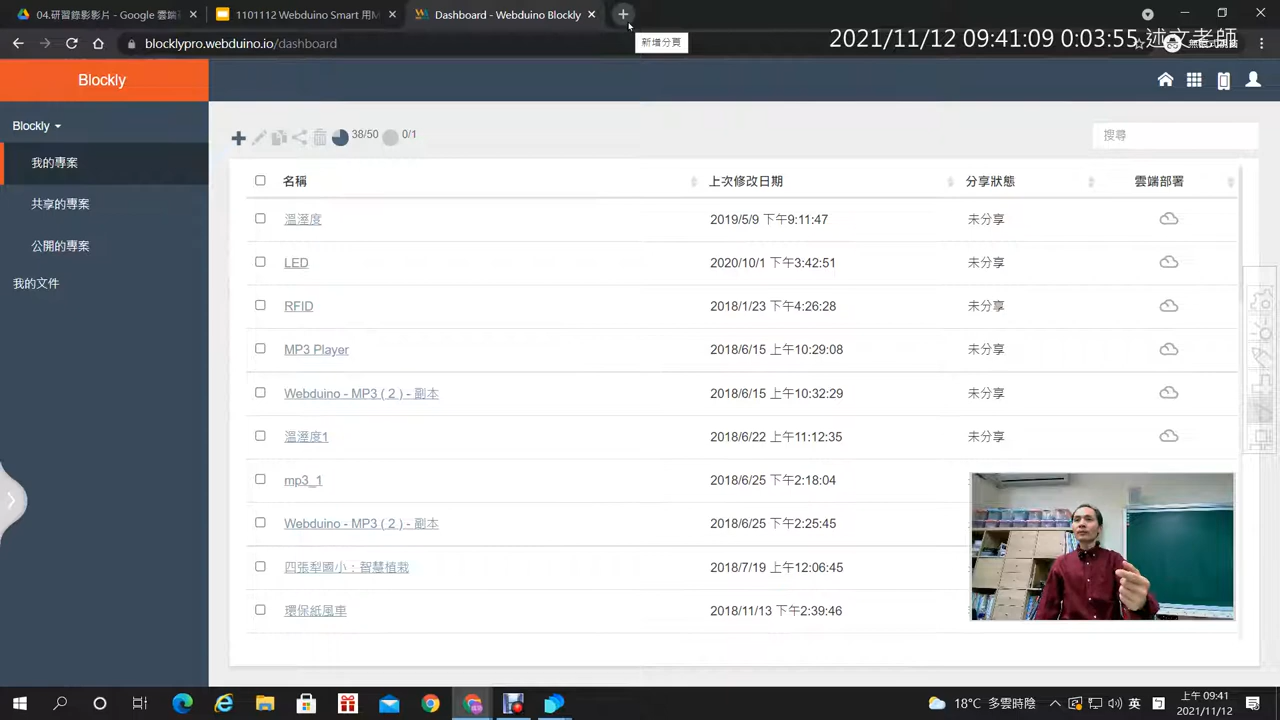 04.研習錄影影片 - Google 雲端
1101112 Webduino Smart 用M
Dashboard - Webduino Blockly
新增分頁
blocklypro.webduino.io/dashboard
2021/11/12 09:41:09 0:03:55 述文老師
Blockly
Blockly
我的專案
共享的專案
公開的專案
我的文件
38/50
0/1
搜尋
名稱 上次修改日期 分享狀態 雲端部署
溫溼度 2019/5/9 下午9:11:47 未分享
LED 2020/10/1 下午3:42:51 未分享
RFID 2018/1/23 下午4:26:28 未分享
MP3 Player 2018/6/15 上午10:29:08 未分享
Webduino - MP3 ( 2 ) - 副本 2018/6/15 上午10:32:29 未分享
溫溼度1 2018/6/22 上午11:12:35 未分享
mp3_1 2018/6/25 下午2:18:04
Webduino - MP3 ( 2 ) - 副本 2018/6/25 下午2:25:45
四張犁國小：智慧植栽 2018/7/19 上午12:06:45
環保紙風車 2018/11/13 下午2:39:46
18°C 多雲時陰
英
上午 09:41
2021/11/12